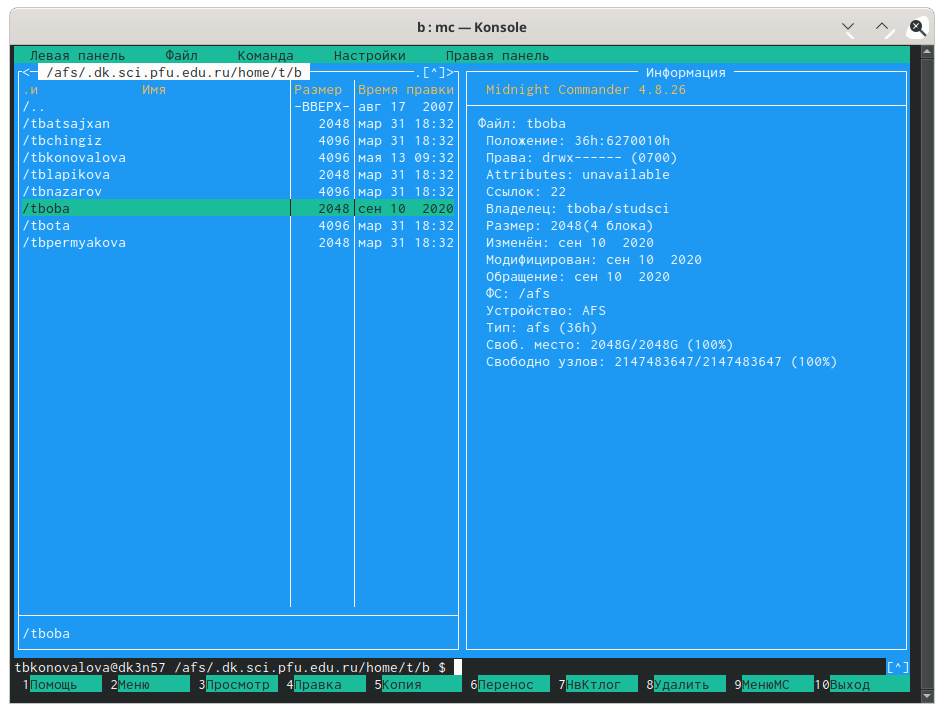 b : mc — Konsole
Левая панель Файл Команда Настройки Правая панель
<─ /afs/.dk.sci.pfu.edu.ru/home/t/b .[^]>
.и Имя Размер Время правки
/.. -ВВЕРХ- авг 17 2007
/tbatsajxan 2048 мар 31 18:32
/tbchingiz 4096 мар 31 18:32
/tbkonovalova 4096 мая 13 09:32
/tblapikova 2048 мар 31 18:32
/tbnazarov 4096 мар 31 18:32
/tboba 2048 сен 10 2020
/tbota 4096 мар 31 18:32
/tbpermyakova 2048 мар 31 18:32
/tboba
Информация
Midnight Commander 4.8.26
Файл: tboba
Положение: 36h:6270010h
Права: drwx------ (0700)
Attributes: unavailable
Ссылок: 22
Владелец: tboba/studsci
Размер: 2048(4 блока)
Изменён: сен 10 2020
Модифицирован: сен 10 2020
Обращение: сен 10 2020
ФС: /afs
Устройство: AFS
Тип: afs (36h)
Своб. место: 2048G/2048G (100%)
Свободно узлов: 2147483647/2147483647 (100%)
tbkonovalova@dk3n57 /afs/.dk.sci.pfu.edu.ru/home/t/b $ [^]
1Помощь 2Меню 3Просмотр 4Правка 5Копия 6Перенос 7НвКтлог 8Удалить 9МенюМС 10Выход